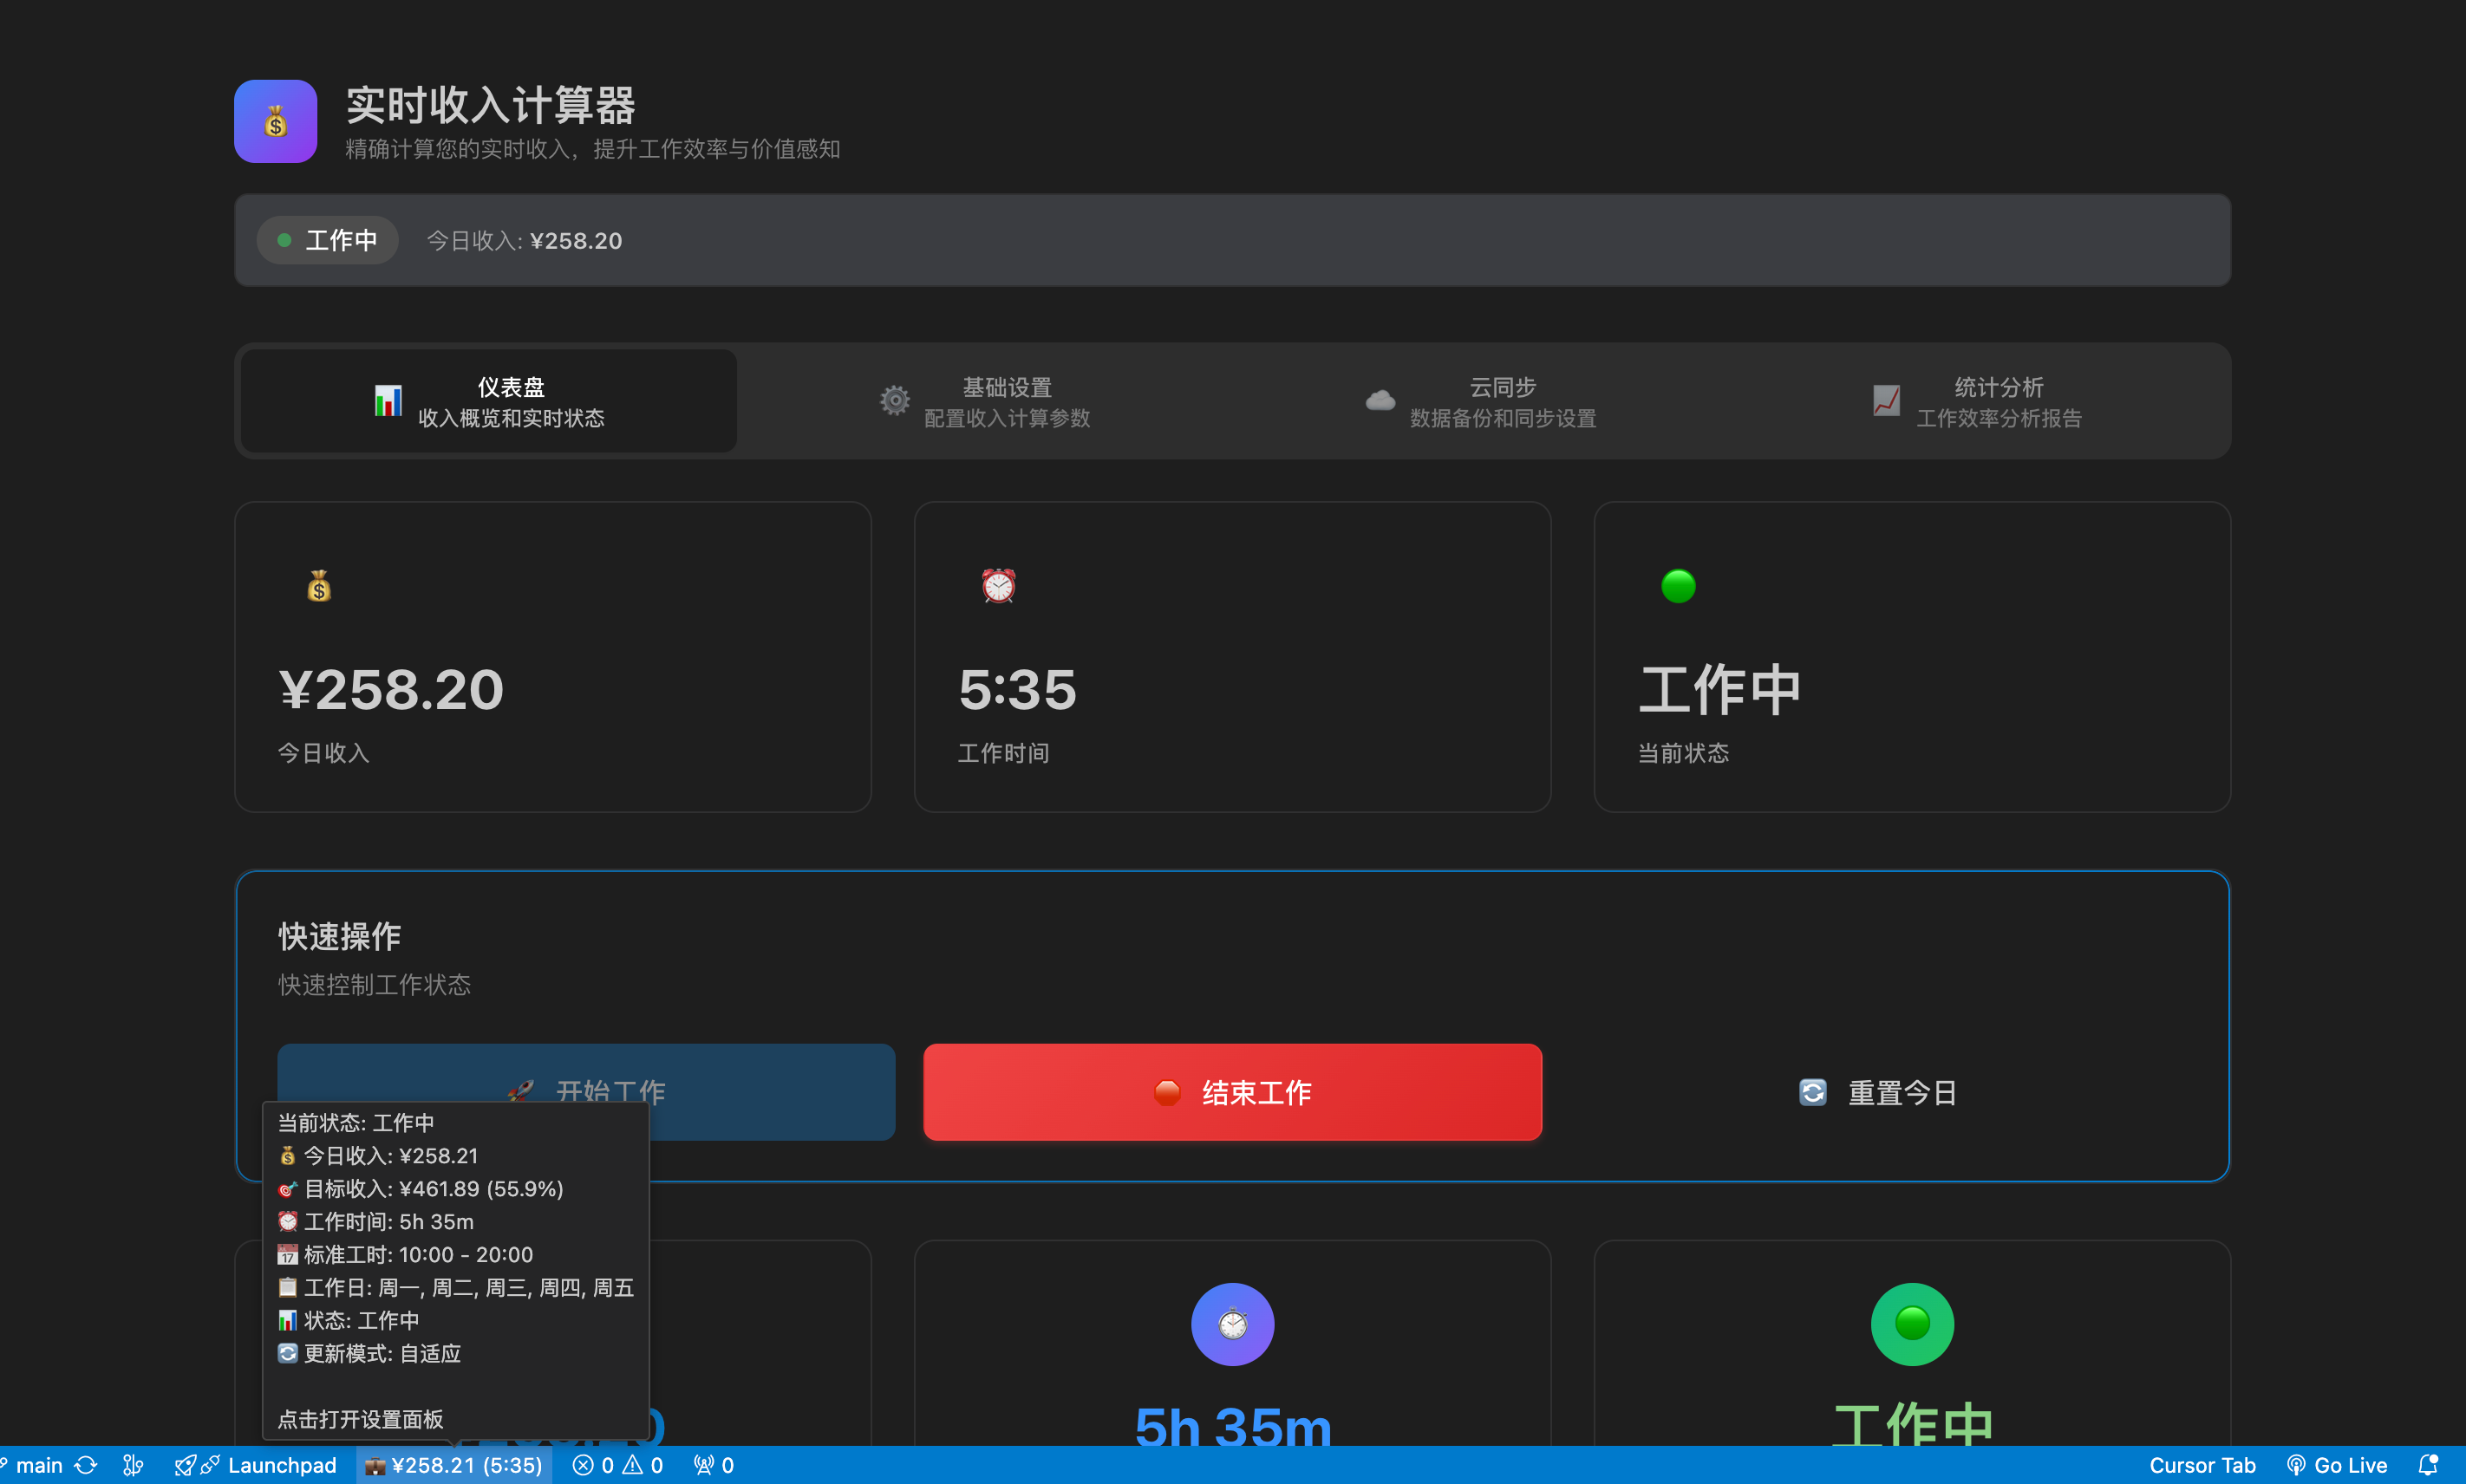 实时收入计算器
精确计算您的实时收入，提升工作效率与价值感知
工作中
今日收入: ¥258.20
仪表盘
收入概览和实时状态
基础设置
配置收入计算参数
云同步
数据备份和同步设置
统计分析
工作效率分析报告
¥258.20
今日收入
5:35
工作时间
工作中
当前状态
快速操作
快速控制工作状态
开始工作
结束工作
重置今日
当前状态: 工作中
今日收入: ¥258.21
目标收入: ¥461.89 (55.9%)
工作时间: 5h 35m
标准工时: 10:00 - 20:00
工作日: 周一, 周二, 周三, 周四, 周五
状态: 工作中
更新模式: 自适应
点击打开设置面板
5h 35m
工作中
main
Launchpad
¥258.21 (5:35)
0
0
0
Cursor Tab
Go Live